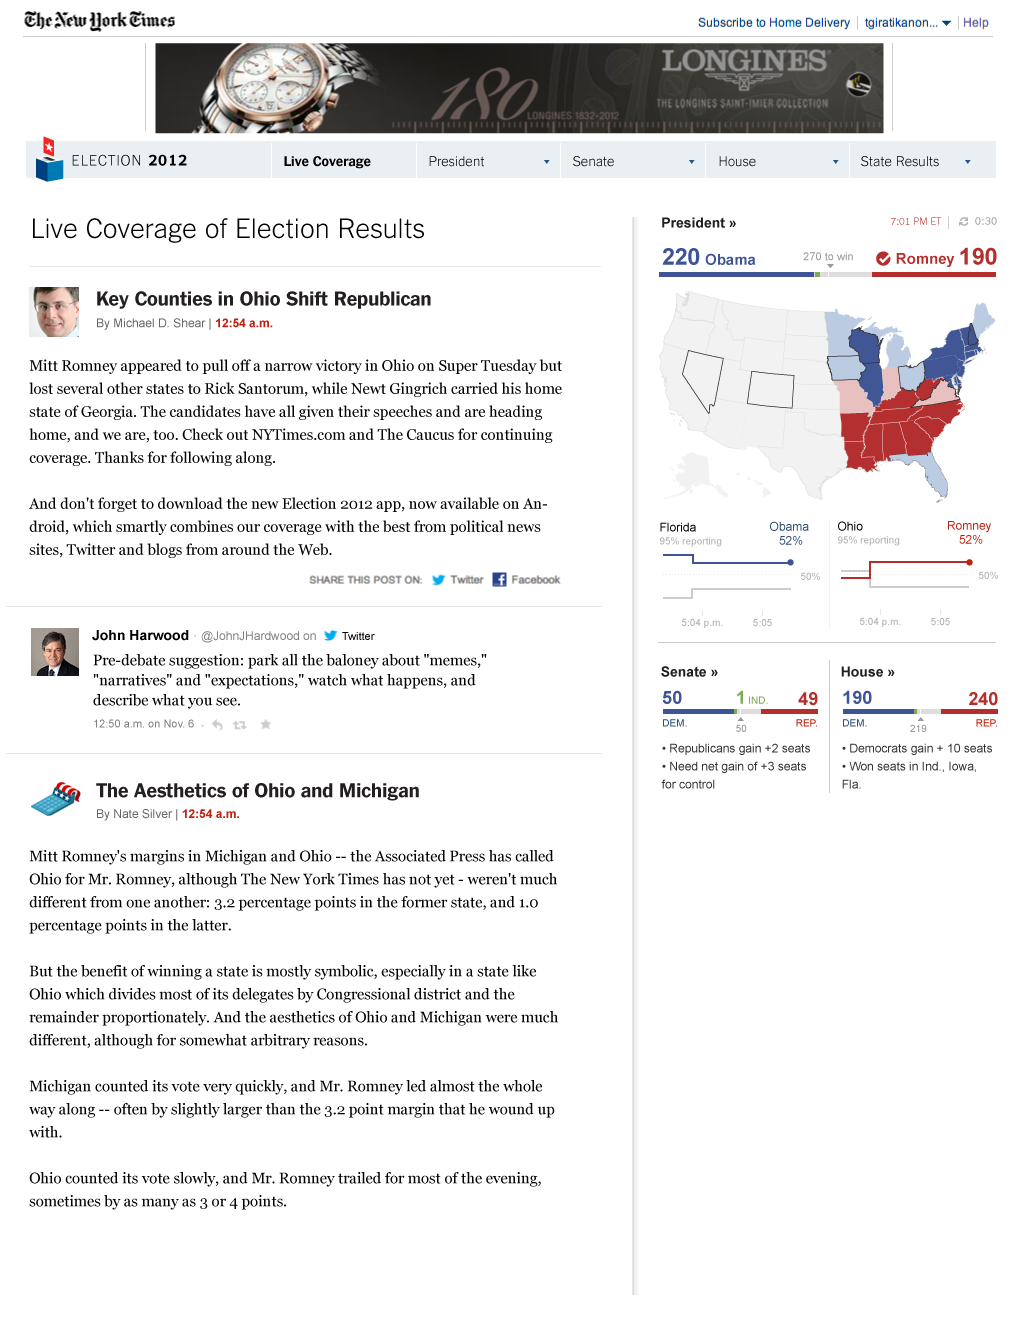 The New York Times
Subscribe to Home Delivery
tgiratikanon...
Help
LONGINES
180
LONGINES 1832-2012
THE LONGINES SAINT-IMIER COLLECTION
ELECTION 2012
Live Coverage
President
Senate
House
State Results
Live Coverage of Election Results
Key Counties in Ohio Shift Republican
By Michael D. Shear | 12:54 a.m.
Mitt Romney appeared to pull off a narrow victory in Ohio on Super Tuesday but
lost several other states to Rick Santorum, while Newt Gingrich carried his home
state of Georgia. The candidates have all given their speeches and are heading
home, and we are, too. Check out NYTimes.com and The Caucus for continuing
coverage. Thanks for following along.
And don't forget to download the new Election 2012 app, now available on An-
droid, which smartly combines our coverage with the best from political news
sites, Twitter and blogs from around the Web.
SHARE THIS POST ON: Twitter Facebook
John Harwood · @JohnJHardwood on Twitter
Pre-debate suggestion: park all the baloney about "memes,"
"narratives" and "expectations," watch what happens, and
describe what you see.
12:50 a.m. on Nov. 6
The Aesthetics of Ohio and Michigan
By Nate Silver | 12:54 a.m.
Mitt Romney's margins in Michigan and Ohio -- the Associated Press has called
Ohio for Mr. Romney, although The New York Times has not yet - weren't much
different from one another: 3.2 percentage points in the former state, and 1.0
percentage points in the latter.
But the benefit of winning a state is mostly symbolic, especially in a state like
Ohio which divides most of its delegates by Congressional district and the
remainder proportionately. And the aesthetics of Ohio and Michigan were much
different, although for somewhat arbitrary reasons.
Michigan counted its vote very quickly, and Mr. Romney led almost the whole
way along -- often by slightly larger than the 3.2 point margin that he wound up
with.
Ohio counted its vote slowly, and Mr. Romney trailed for most of the evening,
sometimes by as many as 3 or 4 points.
President »
7:01 PM ET
0:30
220 Obama
270 to win
Romney 190
Florida
95% reporting
Obama
52%
50%
5:04 p.m.
5:05
Ohio
95% reporting
Romney
52%
50%
5:04 p.m.
5:05
Senate »
50
1 IND.
49
DEM.
50
REP.
• Republicans gain +2 seats
• Need net gain of +3 seats
for control
House »
190
240
DEM.
219
REP.
• Democrats gain + 10 seats
• Won seats in Ind., Iowa,
Fla.